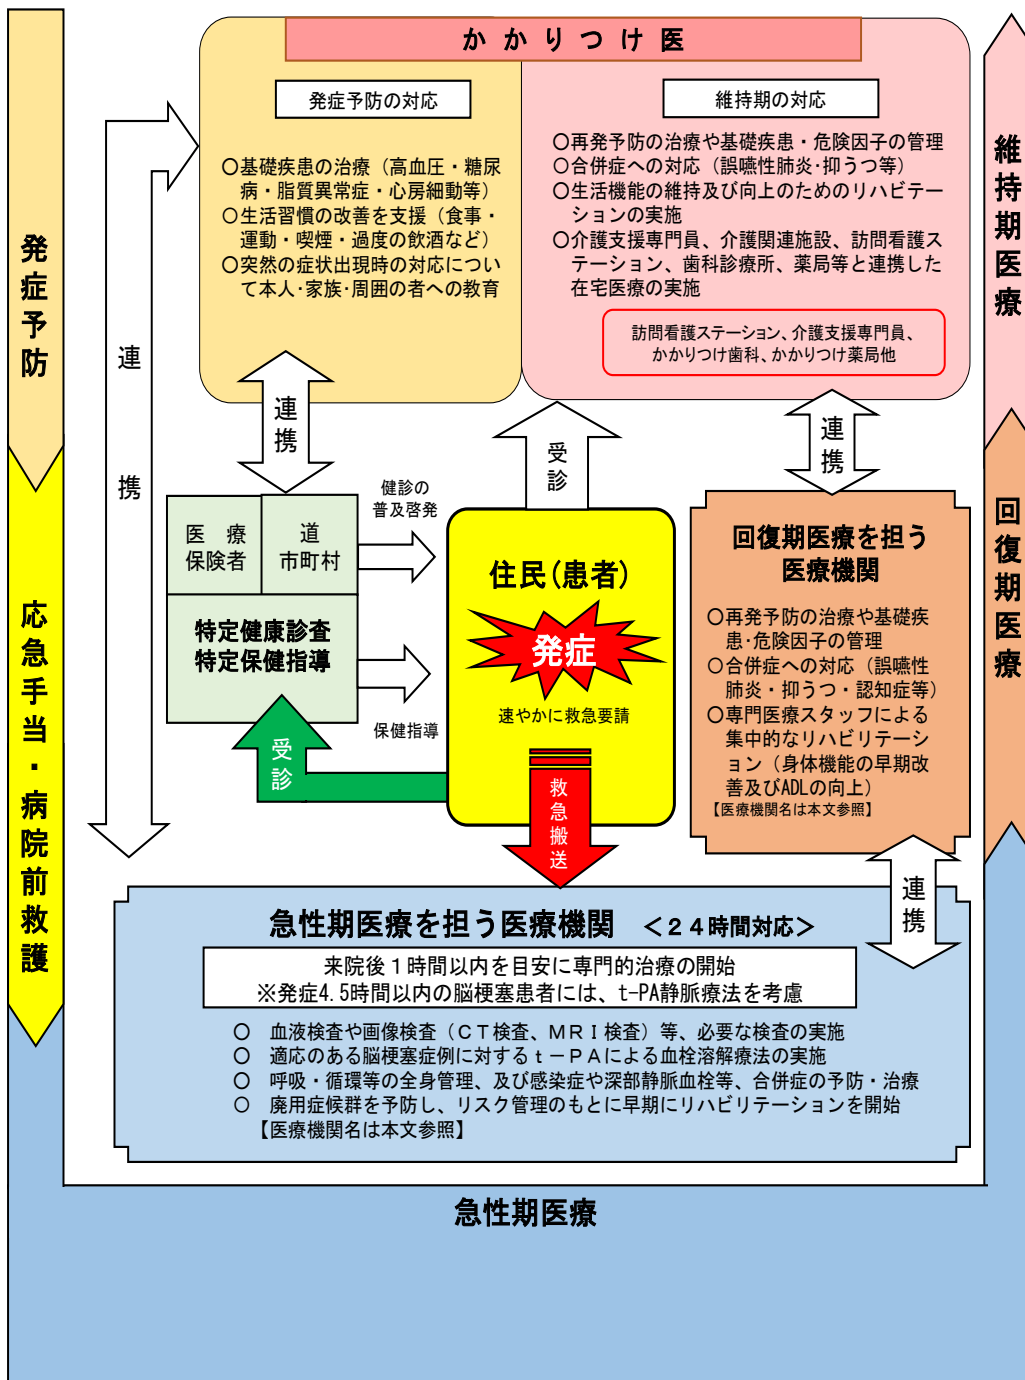 かかりつけ医
発症予防の対応
〇基礎疾患の治療（高血圧・糖尿
病・脂質異常症・心房細動等）
〇生活習慣の改善を支援（食事・
運動・喫煙・過度の飲酒など）
〇突然の症状出現時の対応につい
て本人・家族・周囲の者への教育
維持期の対応
〇再発予防の治療や基礎疾患・危険因子の管理
〇合併症への対応（誤嚥性肺炎・抑うつ等）
〇生活機能の維持及び向上のためのリハビテー
ションの実施
〇介護支援専門員、介護関連施設、訪問看護ス
テーション、歯科診療所、薬局等と連携した
在宅医療の実施
訪問看護ステーション、介護支援専門員、
かかりつけ歯科、かかりつけ薬局他
発症予防
応急手当・病院前救護
連携
連携
受診
連携
維持期医療
回復期医療
医療
保険者
道
市町村
特定健康診査
特定保健指導
健診の
普及啓発
保健指導
受診
住民(患者)
発症
速やかに救急要請
救急搬送
回復期医療を担う
医療機関
〇再発予防の治療や基礎疾
患・危険因子の管理
〇合併症への対応（誤嚥性
肺炎・抑うつ・認知症等）
〇専門医療スタッフによる
集中的なリハビリテーシ
ョン（身体機能の早期改
善及びADLの向上）
【医療機関名は本文参照】
連携
急性期医療を担う医療機関 ＜２４時間対応＞
来院後１時間以内を目安に専門的治療の開始
※発症4.5時間以内の脳梗塞患者には、t-PA静脈療法を考慮
〇 血液検査や画像検査（ＣＴ検査、ＭＲＩ検査）等、必要な検査の実施
〇 適応のある脳梗塞症例に対するｔ－ＰＡによる血栓溶解療法の実施
〇 呼吸・循環等の全身管理、及び感染症や深部静脈血栓等、合併症の予防・治療
〇 廃用症候群を予防し、リスク管理のもとに早期にリハビリテーションを開始
【医療機関名は本文参照】
急性期医療